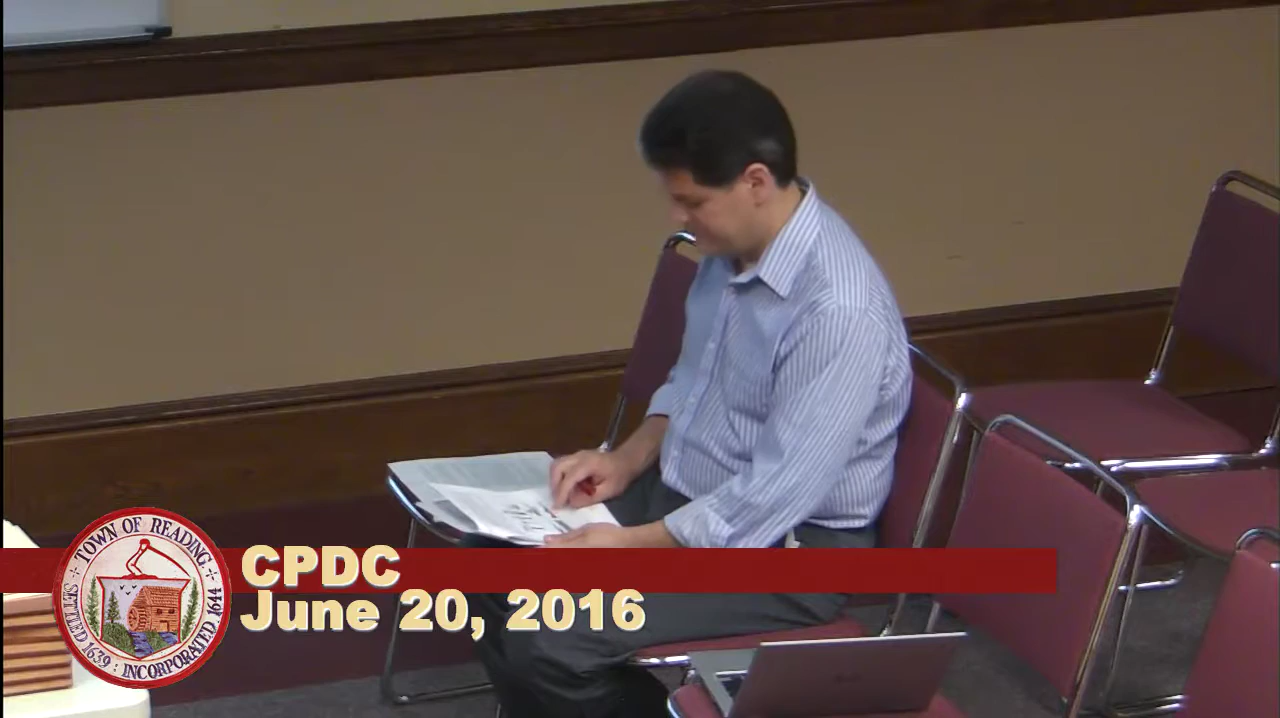 CPDC
June 20, 2016
TOWN OF READING
SETTLED 1639 : INCORPORATED 1644